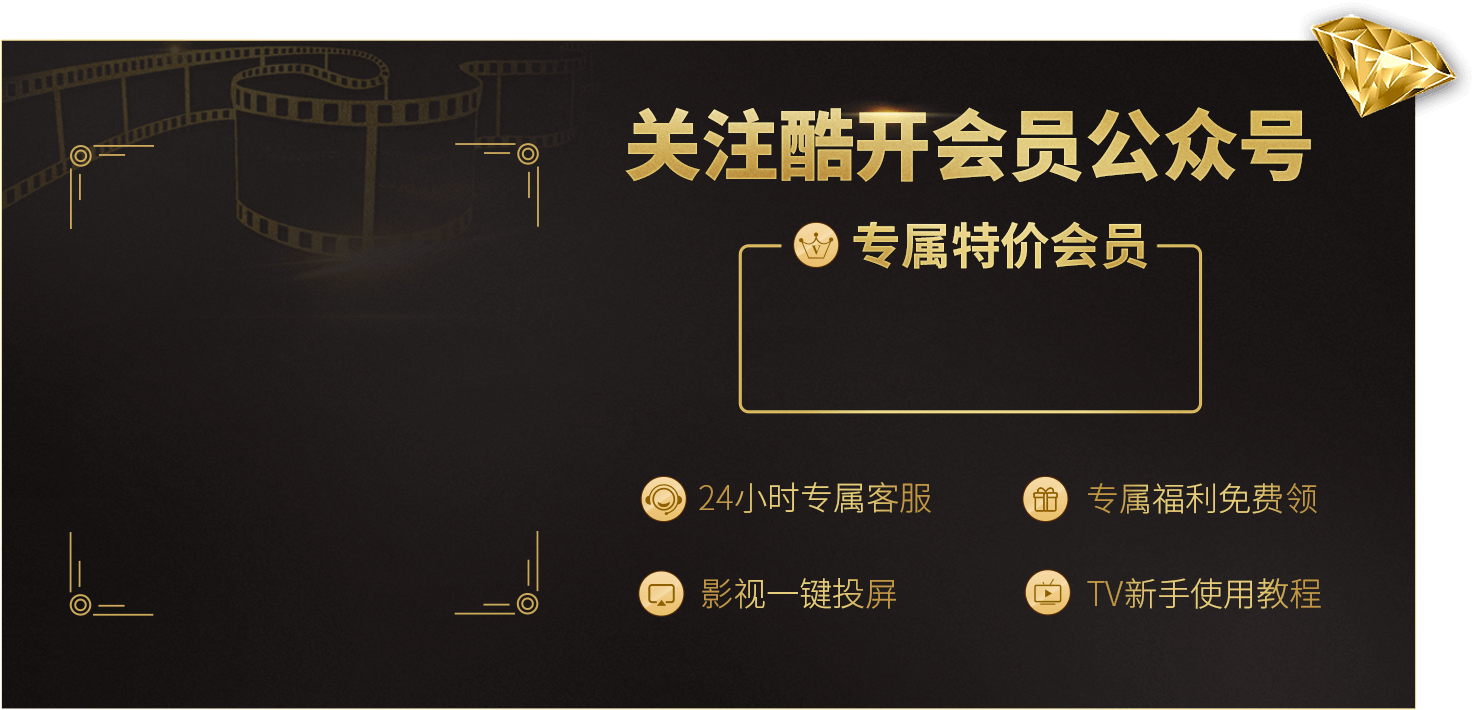 关注酷开会员公众号
V
专属特价会员
24小时专属客服
专属福利免费领
影视一键投屏
TV新手使用教程